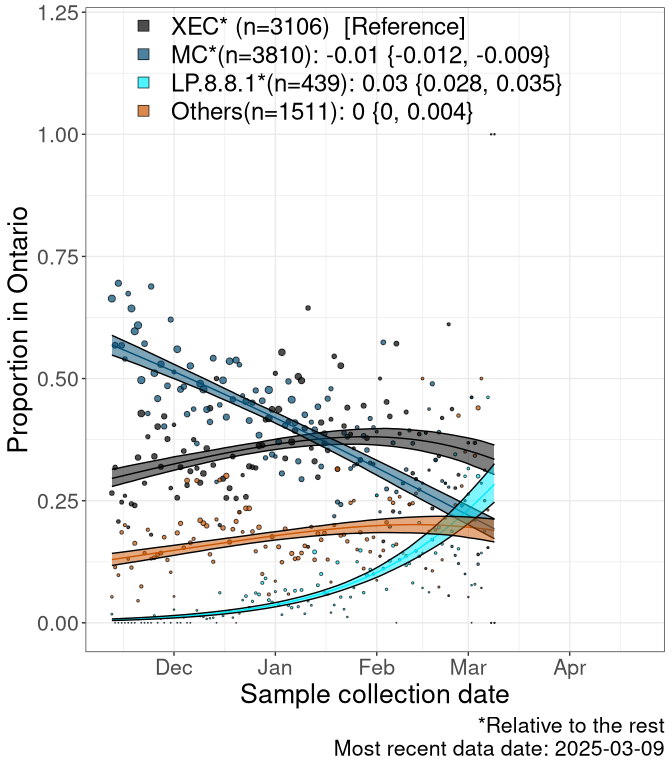 XEC* (n=3106)  [Reference]
MC*(n=3810): -0.01 {-0.012, -0.009}
LP.8.8.1*(n=439): 0.03 {0.028, 0.035}
Others(n=1511): 0 {0, 0.004}
1.25
1.00
0.75
0.50
0.25
0.00
Proportion in Ontario
Dec Jan Feb Mar Apr
Sample collection date
*Relative to the rest
Most recent data date: 2025-03-09